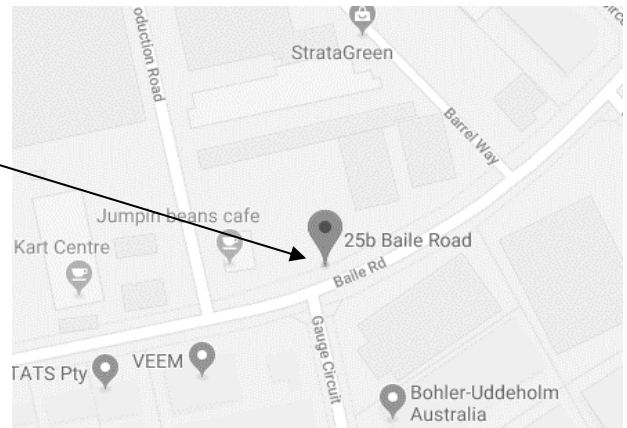 oduction Road
StrataGreen
Barrel Way
Jumpin beans cafe
Kart Centre
25b Baile Road
Baile Rd
Gauge Circuit
TATS Pty
VEEM
Bohler-Uddeholm
Australia